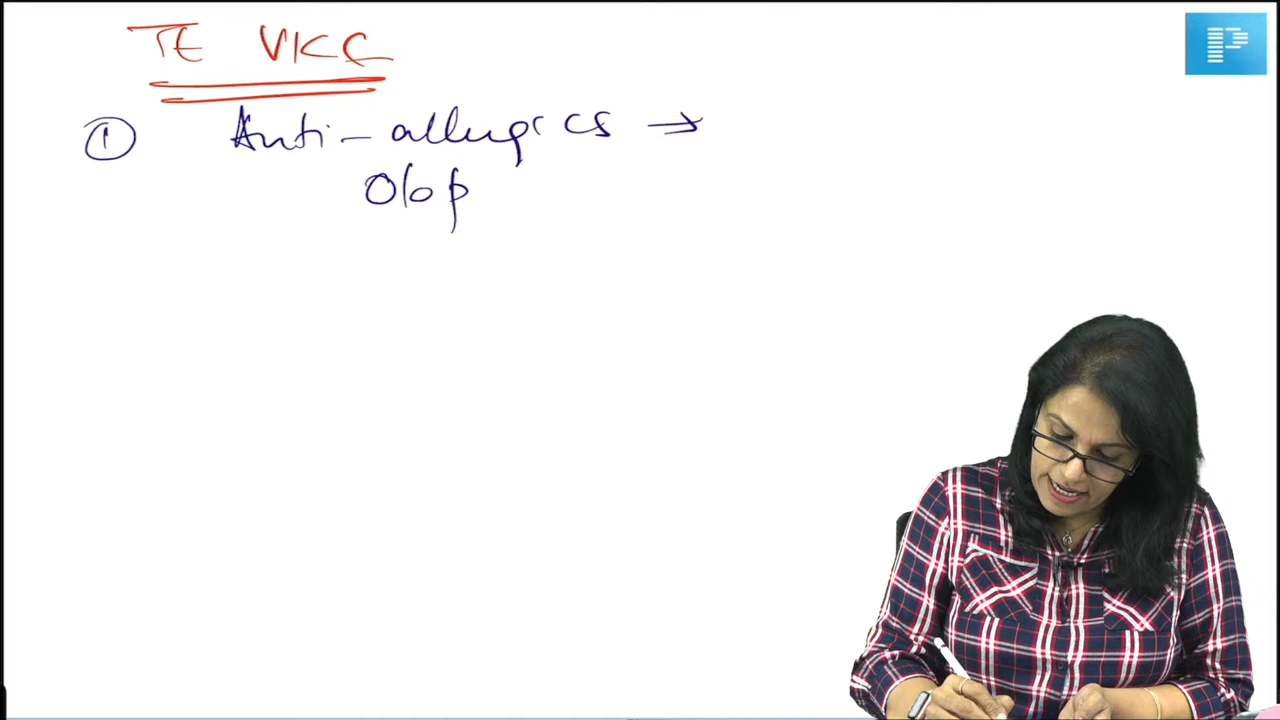 TE VKC
① Anti-allergics →
Olop
P